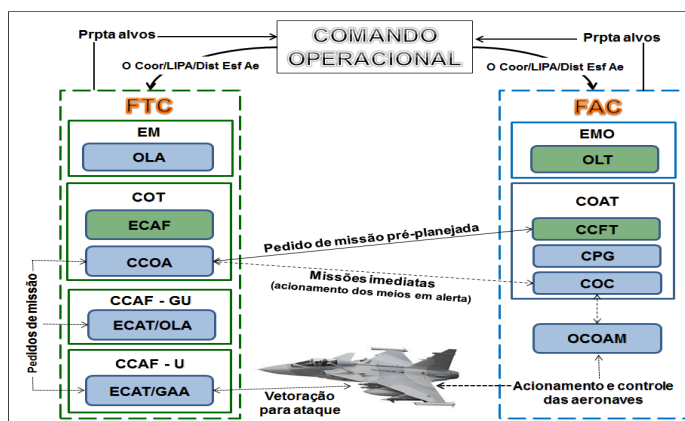 Prpta alvos
COMANDO
OPERACIONAL
Prpta alvos
O Coor/LIPA/Dist Esf Ae
O Coor/LIPA/Dist Esf Ae
FTC
EM
OLA
COT
ECAF
CCOA
CCAF - GU
ECAT/OLA
CCAF - U
ECAT/GAA
Pedidos de missão
Pedido de missão pré-planejada
Missões imediatas
(acionamento dos meios em alerta)
Vetoração
para ataque
FAC
EMO
OLT
COAT
CCFT
CPG
COC
OCOAM
Acionamento e controle
das aeronaves